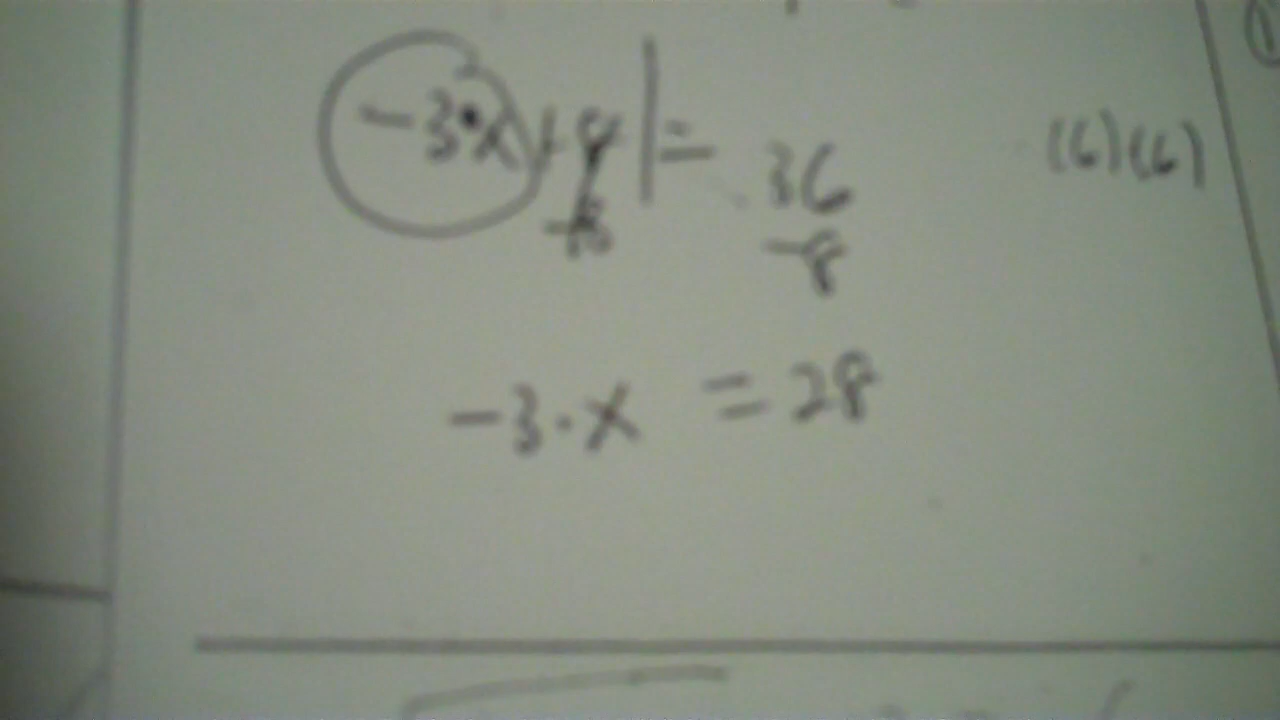 -3·x+8|= 36
(6)(6)
-8 -8
-3·x = 28